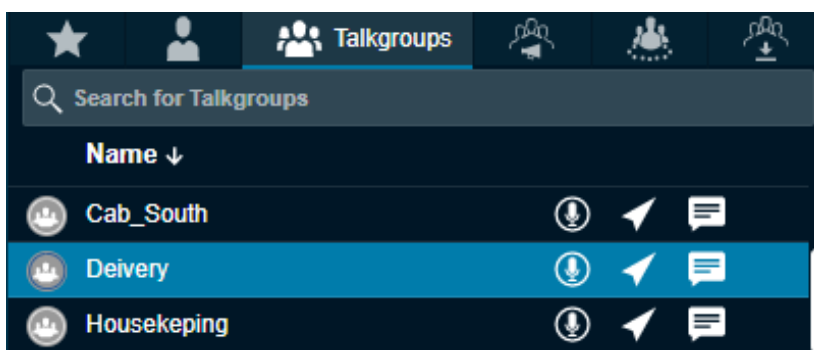 Talkgroups
Search for Talkgroups
Name ↓
Cab_South
Deivery
Housekeping